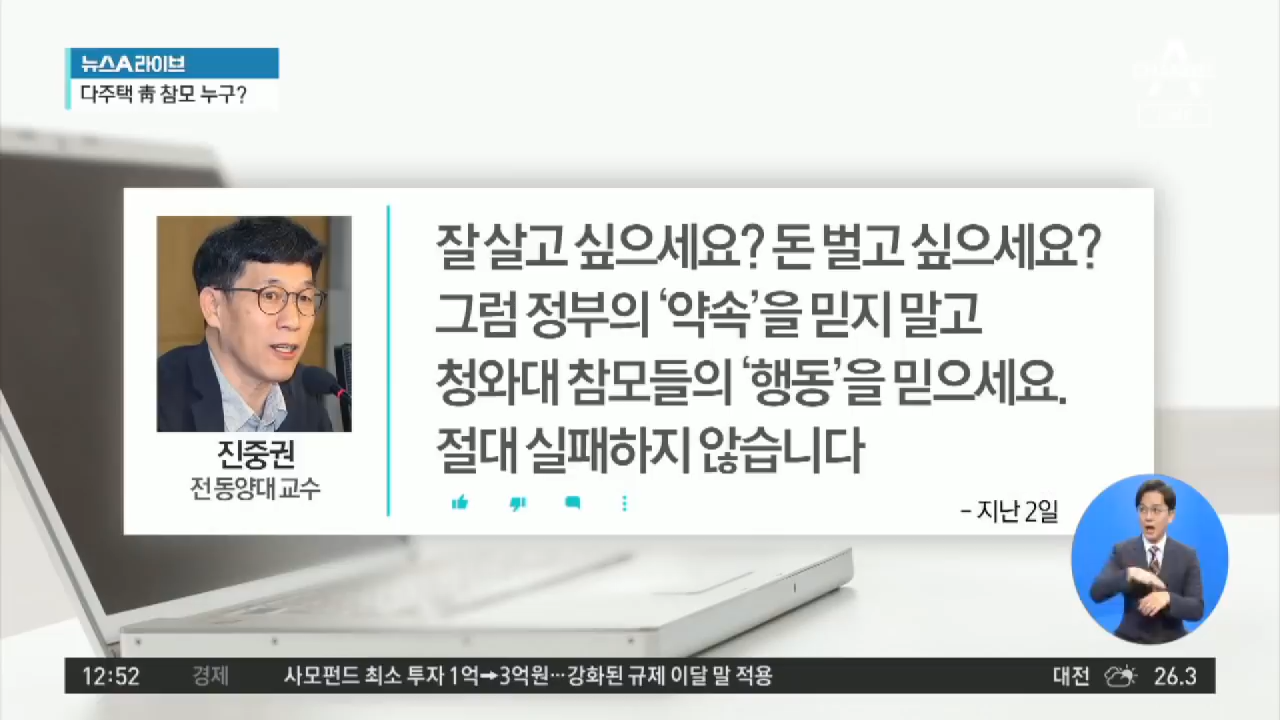 뉴스A 라이브
다주택 靑 참모 누구?
잘 살고 싶으세요? 돈 벌고 싶으세요?
그럼 정부의 ‘약속’을 믿지 말고
청와대 참모들의 ‘행동’을 믿으세요.
절대 실패하지 않습니다
진중권
전 동양대 교수
- 지난 2일
12:52 경제 사모펀드 최소 투자 1억→3억원…강화된 규제 이달 말 적용 대전 26.3